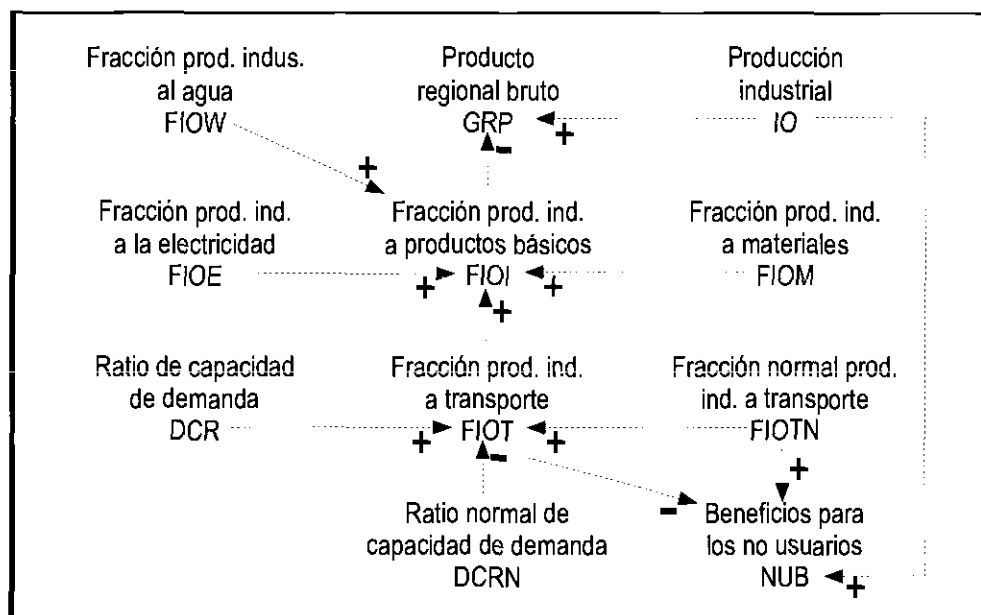 Fracción prod. indus.
al agua
FIOW
Producto
regional bruto
GRP
Producción
industrial
IO
+
-
+
Fracción prod. ind.
a la electricidad
FIOE
Fracción prod. ind.
a productos básicos
FIOI
Fracción prod. ind.
a materiales
FIOM
+
+
+
Ratio de capacidad
de demanda
DCR
Fracción prod. ind.
a transporte
FIOT
Fracción normal prod.
ind. a transporte
FIOTN
+
+
-
+
-
Ratio normal de
capacidad de demanda
DCRN
Beneficios para
los no usuarios
NUB
+